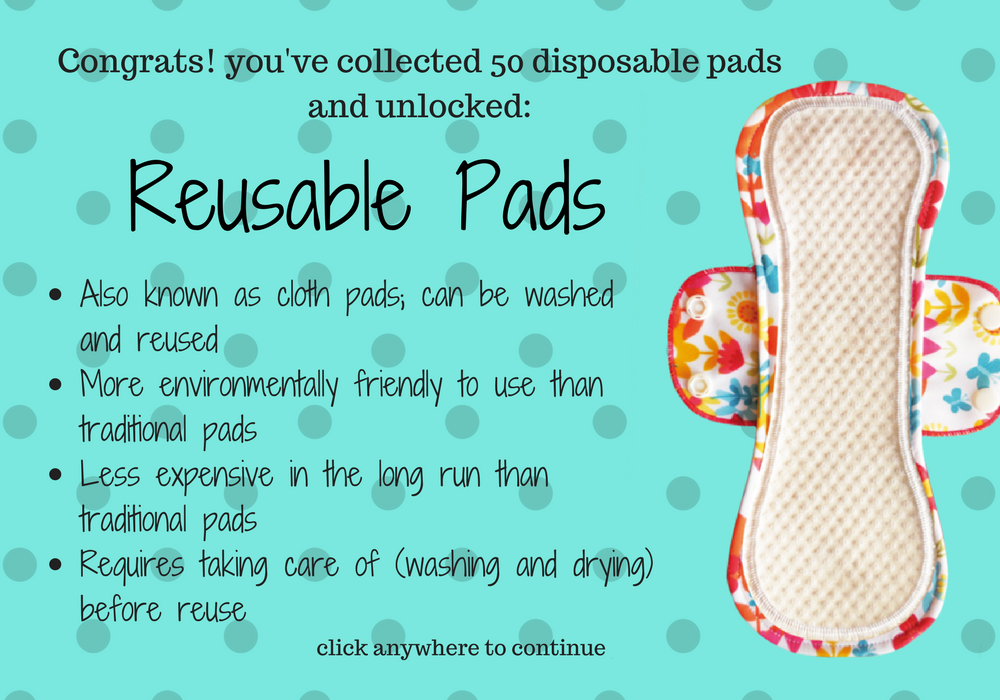 Congrats! you've collected 50 disposable pads
and unlocked:
Reusable Pads
• Also known as cloth pads; can be washed
and reused
• More environmentally friendly to use than
traditional pads
• Less expensive in the long run than
traditional pads
• Requires taking care of (washing and drying)
before reuse
click anywhere to continue